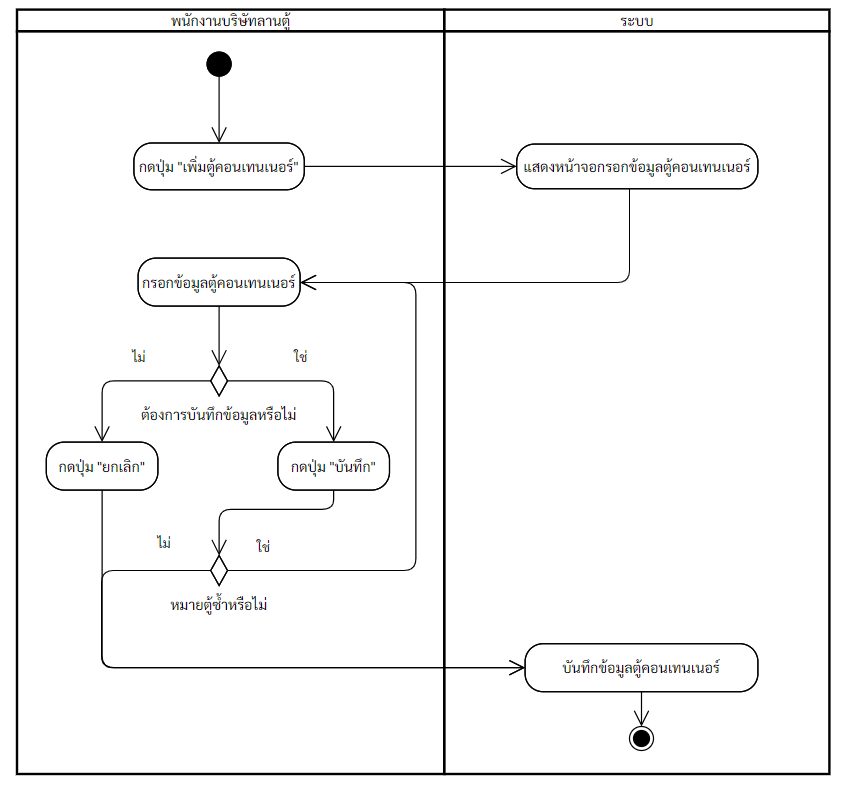 พนักงานบริษัทลานตู้
ระบบ
กดปุ่ม "เพิ่มตู้คอนเทนเนอร์"
แสดงหน้าจอกรอกข้อมูลตู้คอนเทนเนอร์
กรอกข้อมูลตู้คอนเทนเนอร์
ไม่
ใช่
ต้องการบันทึกข้อมูลหรือไม่
กดปุ่ม "ยกเลิก"
กดปุ่ม "บันทึก"
ไม่
ใช่
หมายตู้ซ้ำหรือไม่
บันทึกข้อมูลตู้คอนเทนเนอร์